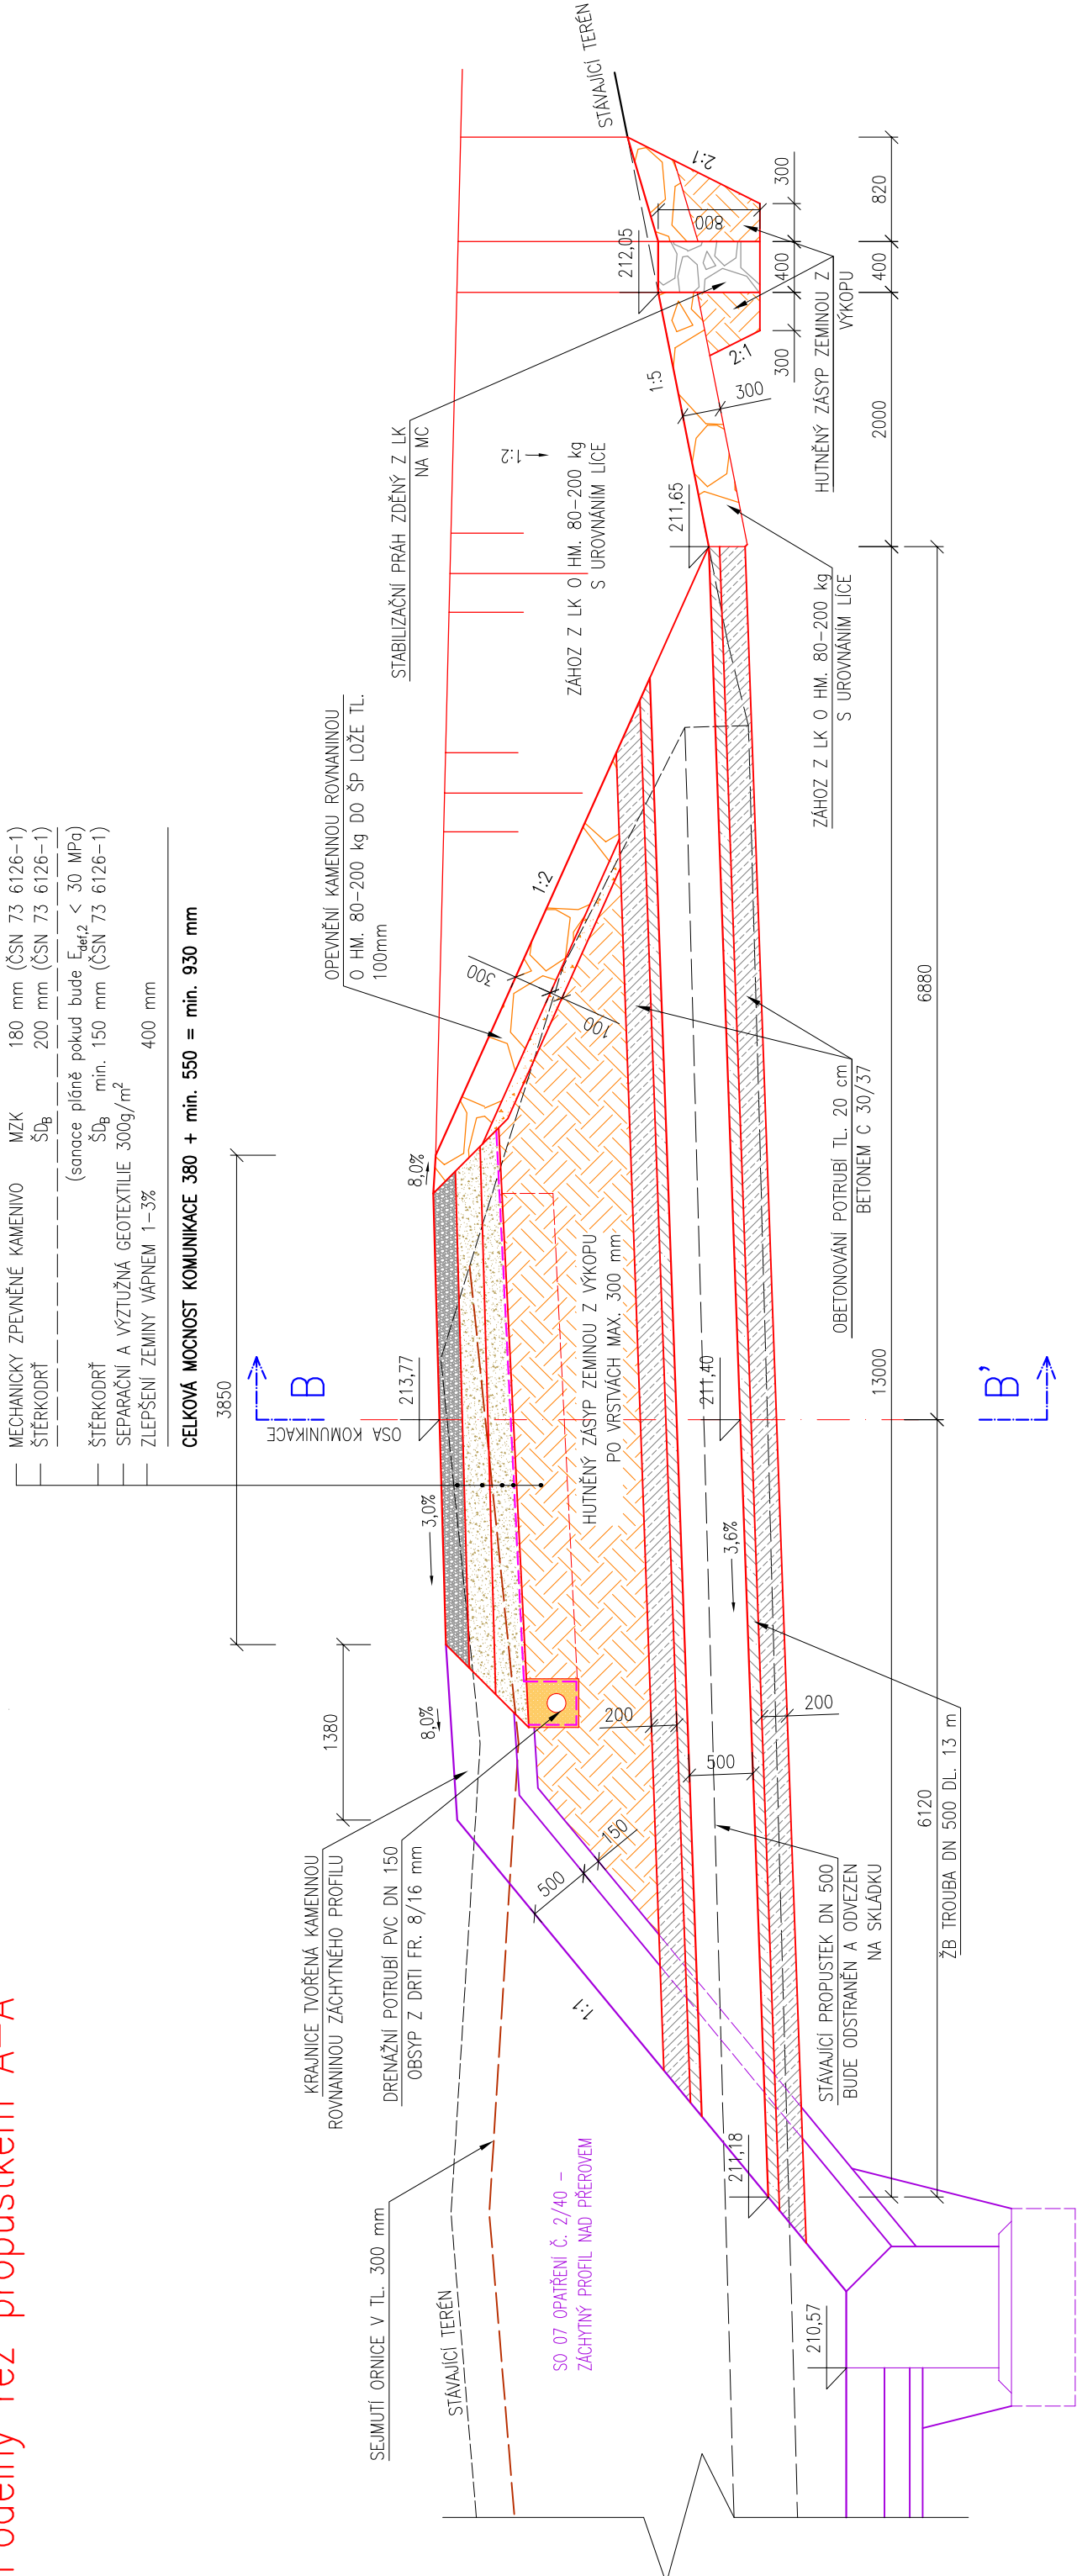 Podélný řez propustkem A-A
MECHANICKY ZPEVNĚNÉ KAMENIVO MZK 180 mm (ČSN 73 6126-1)
ŠTĚRKODRŤ ŠDB 200 mm (ČSN 73 6126-1)
(sanace pláně pokud bude Edef,2 < 30 MPa)
ŠTĚRKODRŤ ŠDB min. 150 mm (ČSN 73 6126-1)
SEPARAČNÍ A VÝZTUŽNÁ GEOTEXTILIE 300g/m²
ZLEPŠENÍ ZEMINY VÁPNEM 1-3% 400 mm
CELKOVÁ MOCNOST KOMUNIKACE 380 + min. 550 = min. 930 mm
3850
1380
B
OSA KOMUNIKACE
213,77
3,0%
8,0%
8,0%
KRAJNICE TVOŘENÁ KAMENNOU
ROVNANINOU ZÁCHYTNÉHO PROFILU
DRENÁŽNÍ POTRUBÍ PVC DN 150
OBSYP Z DRTI FR. 8/16 mm
SEJMUTÍ ORNICE V TL. 300 mm
STÁVAJÍCÍ TERÉN
OPEVNĚNÍ KAMENNOU ROVNANINOU
O HM. 80-200 kg DO ŠP LOŽE TL.
100mm
1:2
300
100
STABILIZAČNÍ PRÁH ZDĚNÝ Z LK
NA MC
1:2
ZÁHOZ Z LK O HM. 80-200 kg
S UROVNÁNÍM LÍCE
STÁVAJÍCÍ TERÉN
212,05
211,65
1:5
300
2:1
2:1
800
300
400
300
HUTNĚNÝ ZÁSYP ZEMINOU Z
VÝKOPU
820
400
2000
ZÁHOZ Z LK O HM. 80-200 kg
S UROVNÁNÍM LÍCE
HUTNĚNÝ ZÁSYP ZEMINOU Z VÝKOPU
PO VRSTVÁCH MAX. 300 mm
211,40
3,6%
200
500
200
500
150
1:1
SO 07 OPATŘENÍ Č. 2/40 -
ZÁCHYTNÝ PROFIL NAD PŘEROVEM
211,18
210,57
STÁVAJÍCÍ PROPUSTEK DN 500
BUDE ODSTRANĚN A ODVEZEN
NA SKLÁDKU
OBETONOVÁNÍ POTRUBÍ TL. 20 cm
BETONEM C 30/37
13000
6120
6880
ŽB TROUBA DN 500 DL. 13 m
B'